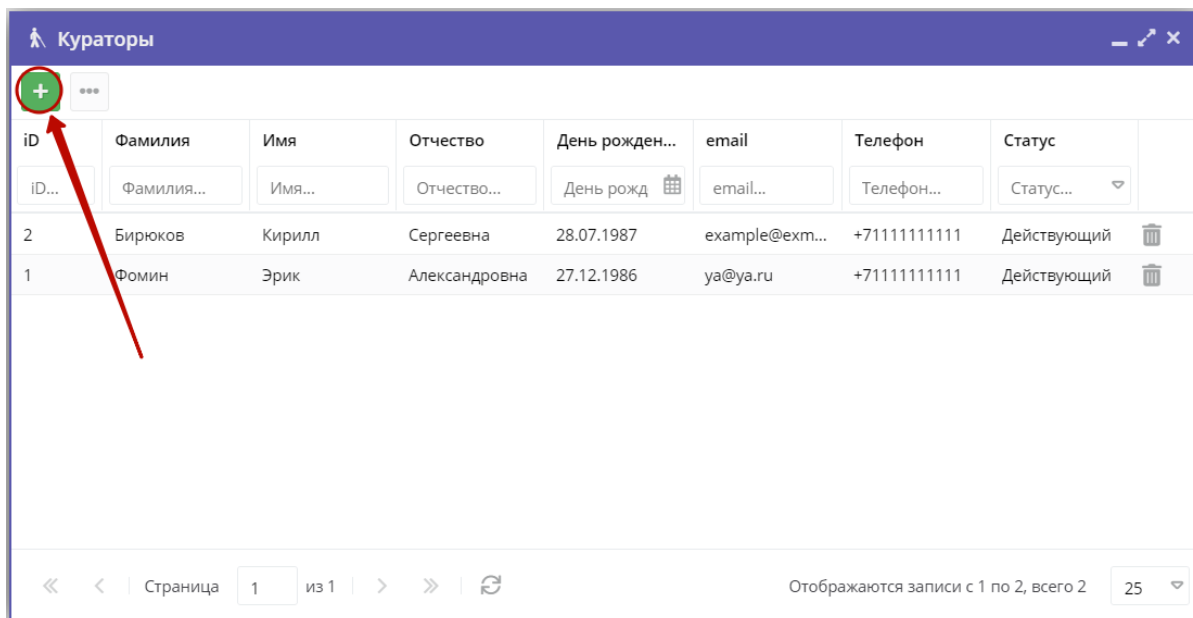 Кураторы
iD Фамилия Имя Отчество День рожден... email Телефон Статус
iD... Фамилия... Имя... Отчество... День рожд email... Телефон... Статус...
2 Бирюков Кирилл Сергеевна 28.07.1987 example@exm... +71111111111 Действующий
1 Фомин Эрик Александровна 27.12.1986 ya@ya.ru +71111111111 Действующий
Страница 1 из 1 Отображаются записи с 1 по 2, всего 2 25